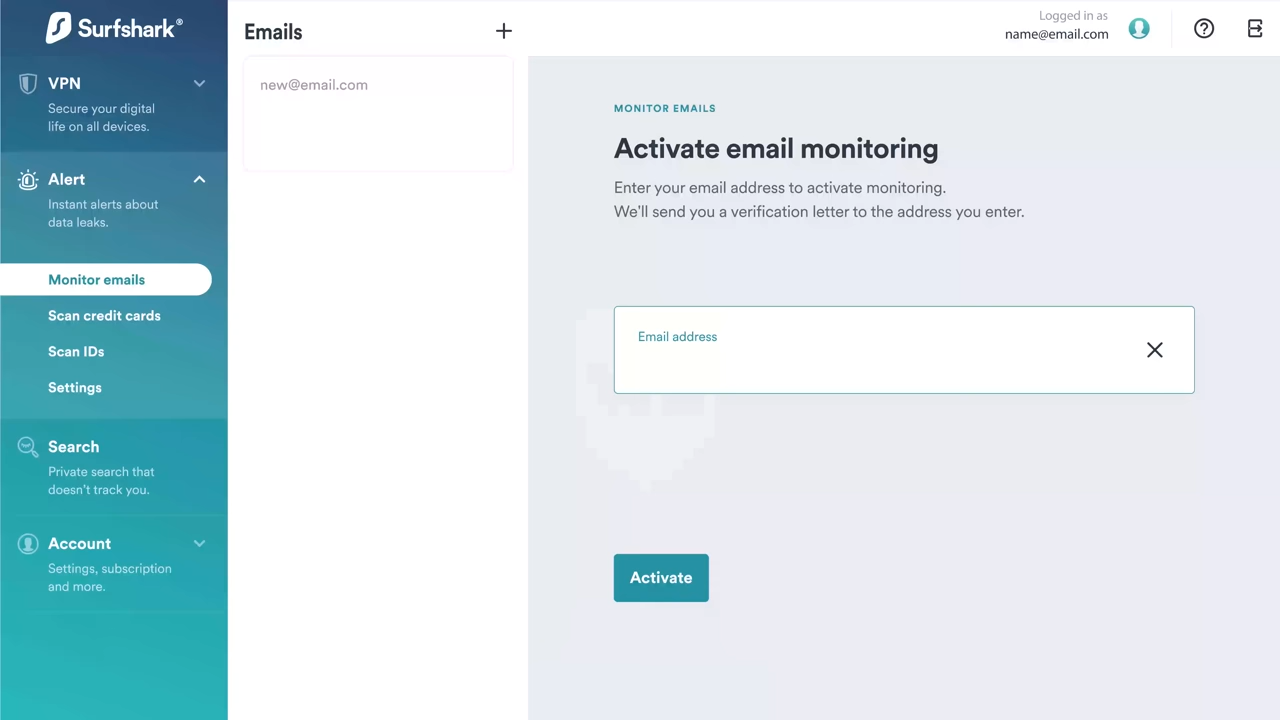 Surfshark®
VPN
Secure your digital
life on all devices.
Alert
Instant alerts about
data leaks.
Monitor emails
Scan credit cards
Scan IDs
Settings
Search
Private search that
doesn't track you.
Account
Settings, subscription
and more.
Emails
new@email.com
Logged in as
name@email.com
MONITOR EMAILS
Activate email monitoring
Enter your email address to activate monitoring.
We'll send you a verification letter to the address you enter.
Email address
Activate